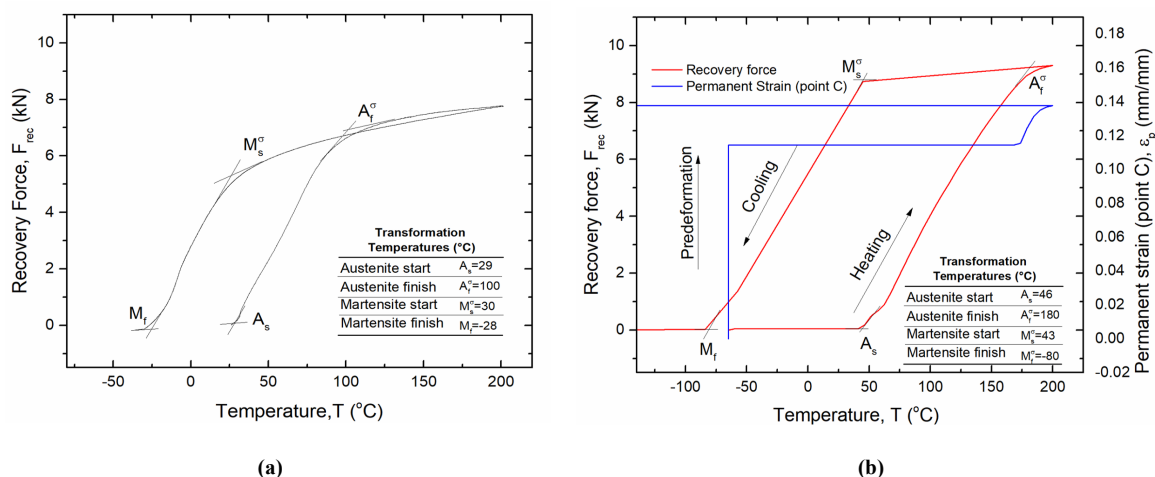 10
8
6
4
2
0
-50
0
50
100
150
200
Recovery Force, F_rec (kN)
Temperature,T (°C)
M_s^σ
A_f^σ
M_f
A_s
Transformation
Temperatures (°C)
Austenite start A_s=29
Austenite finish A_f^σ=100
Martensite start M_s^σ=30
Martensite finish M_f=-28
(a)
10
8
6
4
2
0
-100
-50
0
50
100
150
200
0.18
0.16
0.14
0.12
0.10
0.08
0.06
0.04
0.02
0.00
-0.02
Recovery force, F_rec (kN)
Temperature, T (°C)
Permanent strain (point C), ε_p (mm/mm)
Recovery force
Permanent Strain (point C)
M_s^σ
A_f^σ
Predeformation
Cooling
Heating
M_f
A_s
Transformation
Temperatures (°C)
Austenite start A_s=46
Austenite finish A_f^σ=180
Martensite start M_s^σ=43
Martensite finish M_f^σ=-80
(b)